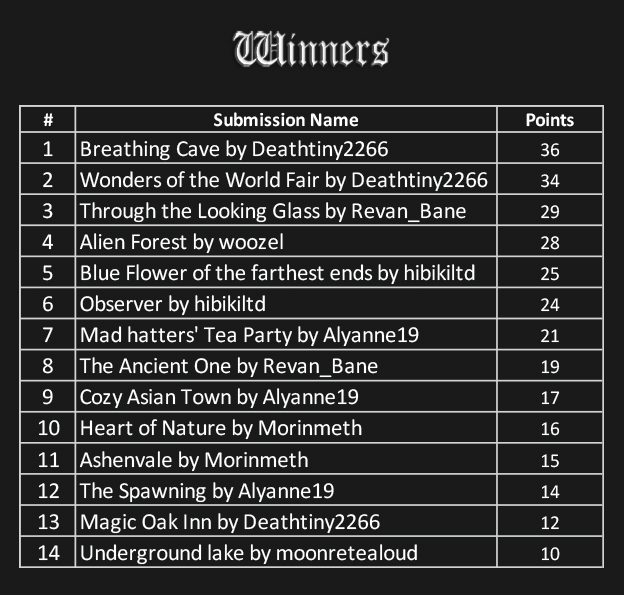 Winners
# Submission Name Points
1 Breathing Cave by Deathtiny2266 36
2 Wonders of the World Fair by Deathtiny2266 34
3 Through the Looking Glass by Revan_Bane 29
4 Alien Forest by woozel 28
5 Blue Flower of the farthest ends by hibikiltd 25
6 Observer by hibikiltd 24
7 Mad hatters' Tea Party by Alyanne19 21
8 The Ancient One by Revan_Bane 19
9 Cozy Asian Town by Alyanne19 17
10 Heart of Nature by Morinmeth 16
11 Ashenvale by Morinmeth 15
12 The Spawning by Alyanne19 14
13 Magic Oak Inn by Deathtiny2266 12
14 Underground lake by moonretealoud 10